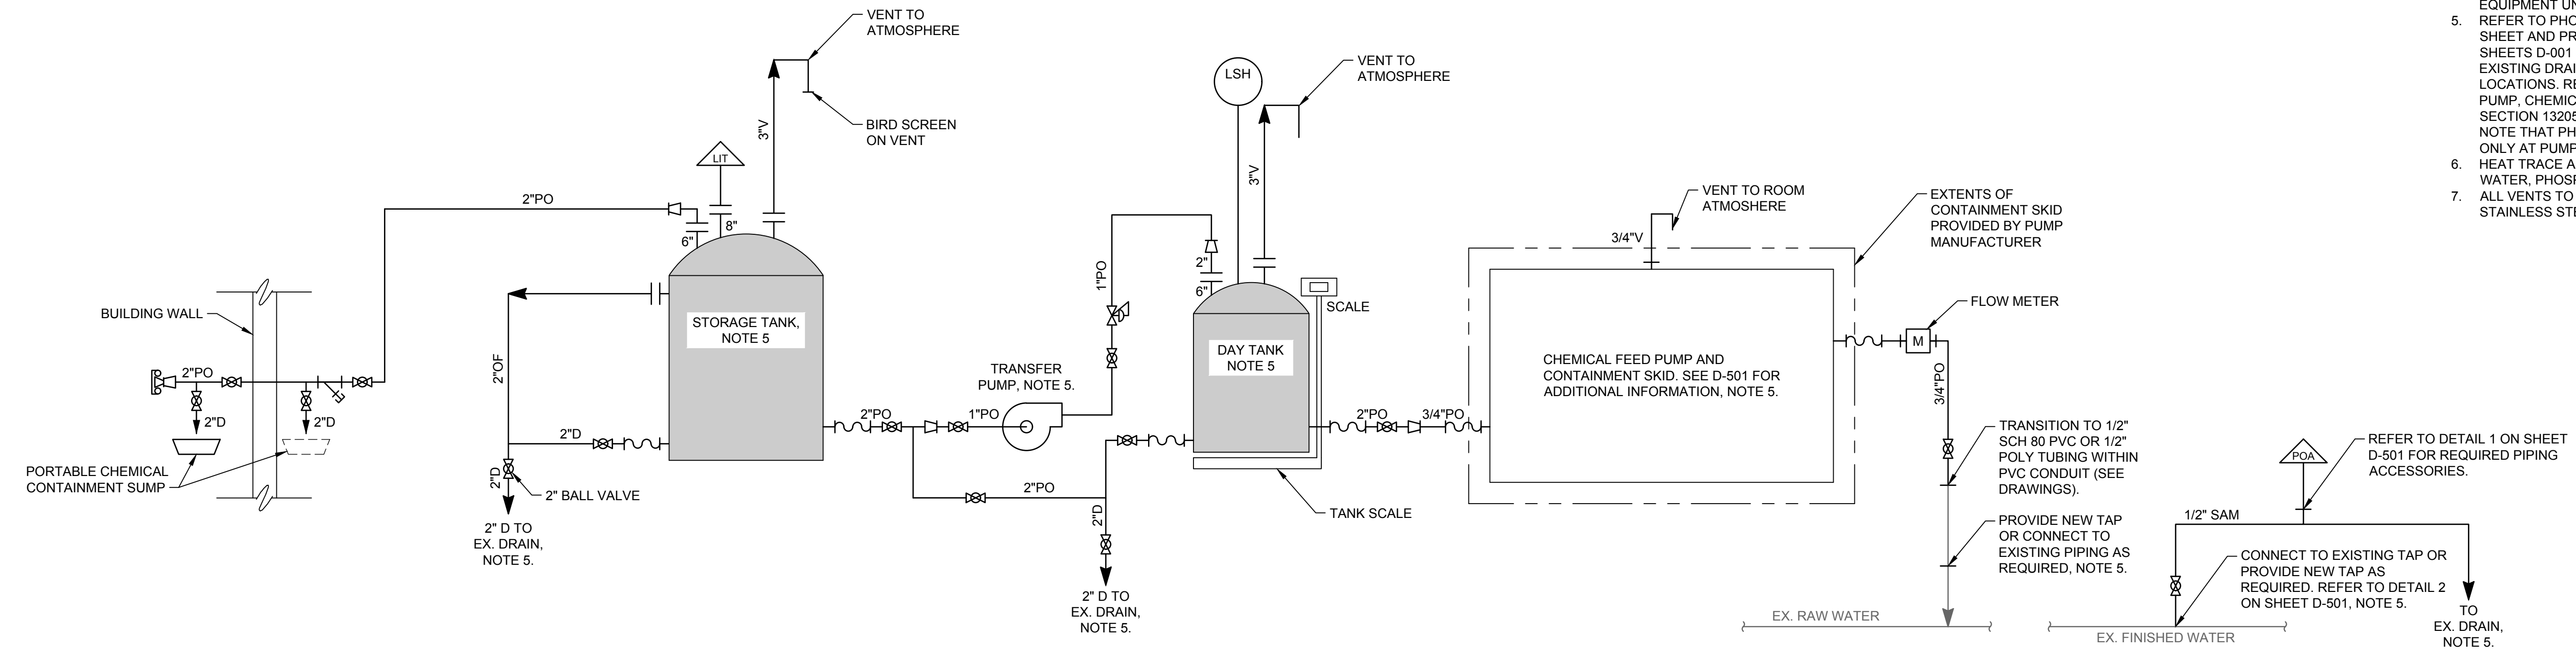 VENT TO
ATMOSPHERE
BIRD SCREEN
ON VENT
3"V
LIT
8"
6"
2"PO
BUILDING WALL
2"PO
2"D
2"D
PORTABLE CHEMICAL
CONTAINMENT SUMP
STORAGE TANK,
NOTE 5
2"OF
2"D
2"D
2" BALL VALVE
2" D TO
EX. DRAIN,
NOTE 5.
2"PO
1"PO
TRANSFER
PUMP, NOTE 5.
1"PO
2"PO
2"D
2" D TO
EX. DRAIN,
NOTE 5.
LSH
VENT TO
ATMOSPHERE
3"V
2"
6"
SCALE
DAY TANK
NOTE 5
TANK SCALE
2"PO
3/4"PO
3/4"V
VENT TO ROOM
ATMOSHERE
EXTENTS OF
CONTAINMENT SKID
PROVIDED BY PUMP
MANUFACTURER
CHEMICAL FEED PUMP AND
CONTAINMENT SKID. SEE D-501 FOR
ADDITIONAL INFORMATION, NOTE 5.
FLOW METER
M
3/4"PO
TRANSITION TO 1/2"
SCH 80 PVC OR 1/2"
POLY TUBING WITHIN
PVC CONDUIT (SEE
DRAWINGS).
PROVIDE NEW TAP
OR CONNECT TO
EXISTING PIPING AS
REQUIRED, NOTE 5.
EX. RAW WATER
POA
REFER TO DETAIL 1 ON SHEET
D-501 FOR REQUIRED PIPING
ACCESSORIES.
1/2" SAM
CONNECT TO EXISTING TAP OR
PROVIDE NEW TAP AS
REQUIRED. REFER TO DETAIL 2
ON SHEET D-501, NOTE 5.
EX. FINISHED WATER
TO
EX. DRAIN,
NOTE 5.
EQUIPMENT UN
5. REFER TO PHO
SHEET AND PR
SHEETS D-001
EXISTING DRAI
LOCATIONS. RE
PUMP, CHEMIC
SECTION 13205
NOTE THAT PH
ONLY AT PUMP
6. HEAT TRACE A
WATER, PHOSP
7. ALL VENTS TO
STAINLESS STE